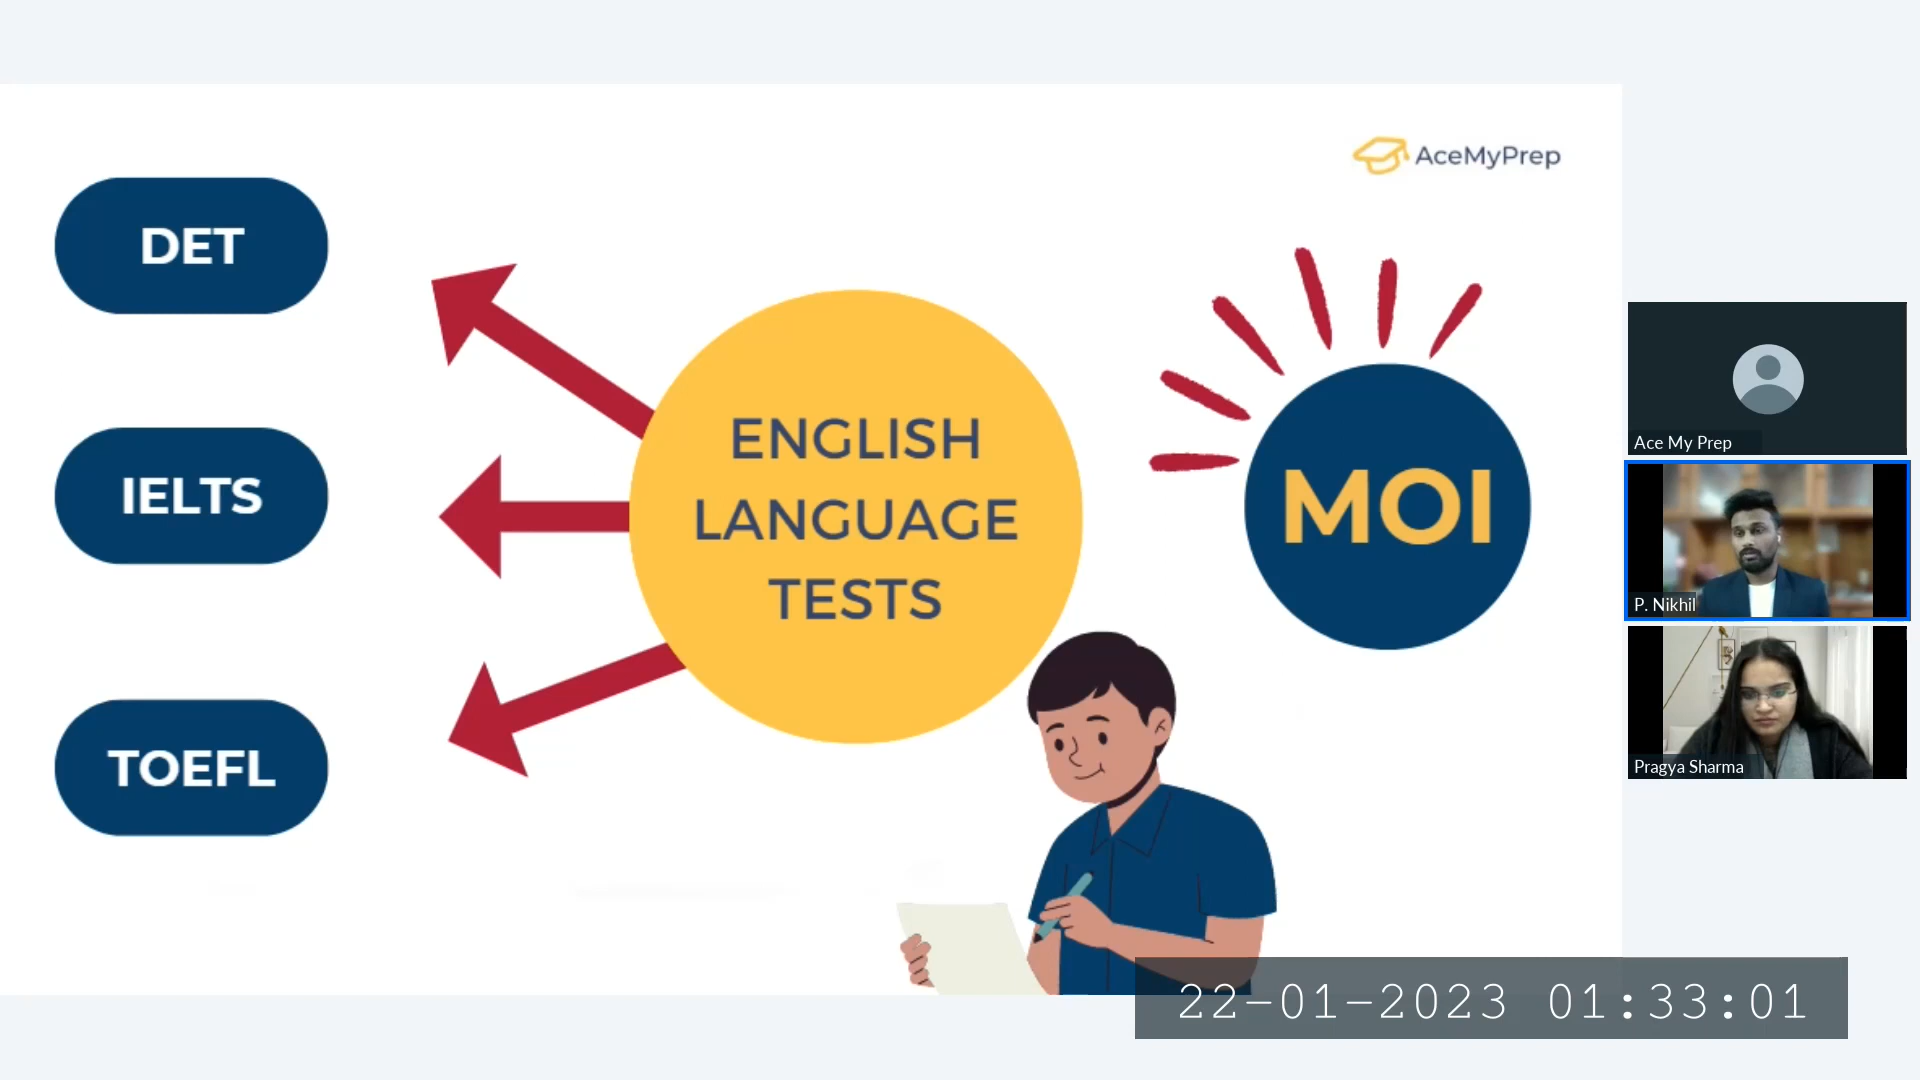 AceMyPrep
DET
IELTS
TOEFL
ENGLISH
LANGUAGE
TESTS
MOI
Ace My Prep
P. Nikhil
Pragya Sharma
22-01-2023 01:33:01